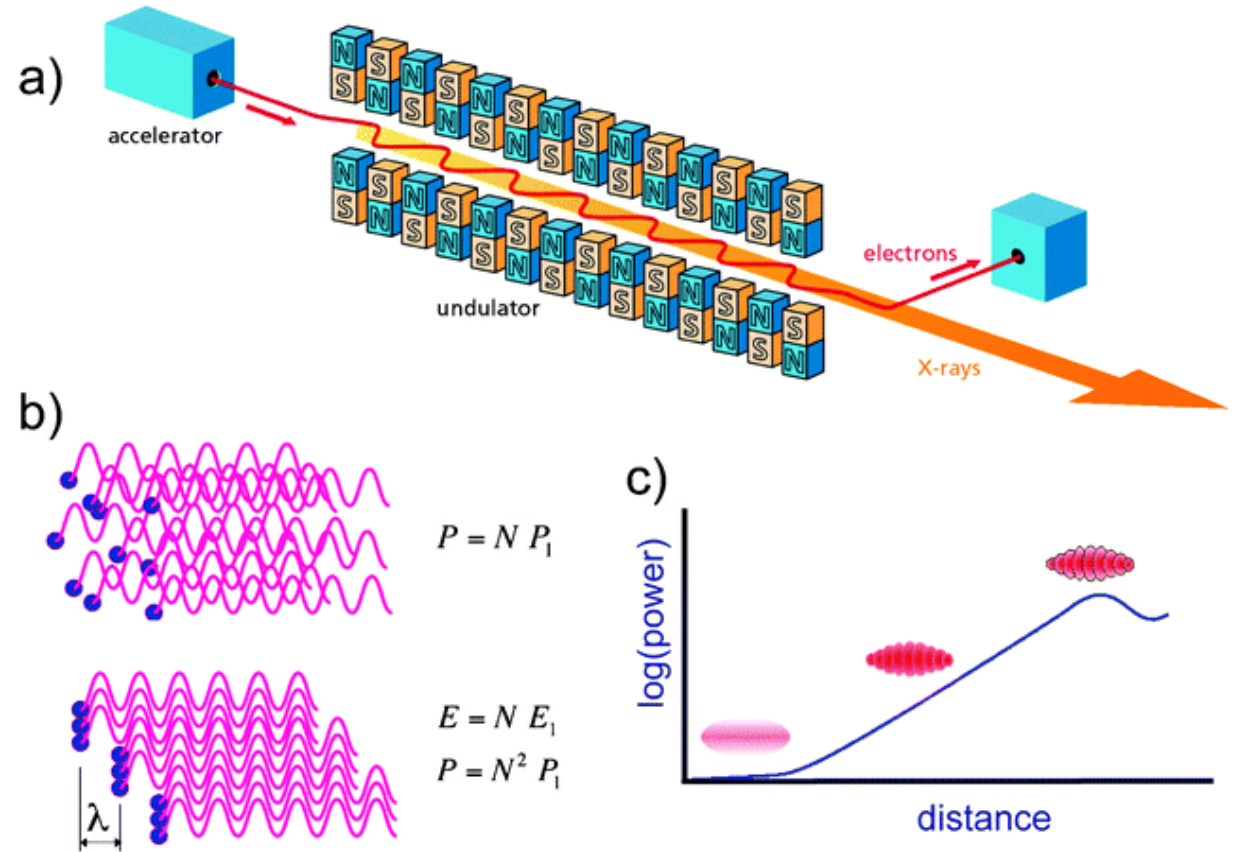 a)
accelerator
N S N S N S N S N S N S N S
S N S N S N S N S N S N S N
N S N S N S N S N S N S N S
S N S N S N S N S N S N S N
undulator
electrons
X-rays
b)
P = N P₁
E = N E₁
P = N² P₁
λ
c)
log(power)
distance